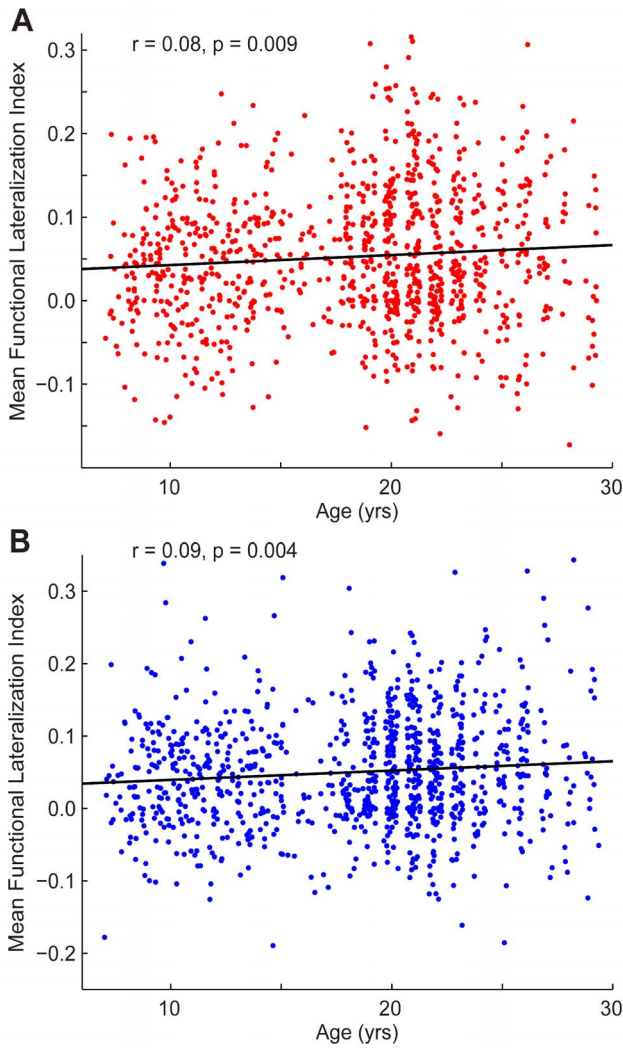 A
r = 0.08, p = 0.009
0.3
0.2
0.1
0.0
−0.1
Mean Functional Lateralization Index
10
20
30
Age (yrs)
B
r = 0.09, p = 0.004
0.3
0.2
0.1
0.0
−0.1
−0.2
Mean Functional Lateralization Index
10
20
30
Age (yrs)